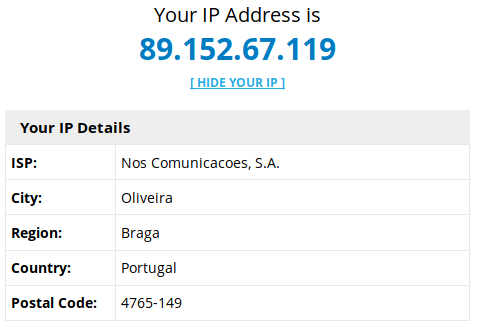 Your IP Address is
89.152.67.119
[ HIDE YOUR IP ]
Your IP Details
ISP: Nos Comunicacoes, S.A.
City: Oliveira
Region: Braga
Country: Portugal
Postal Code: 4765-149